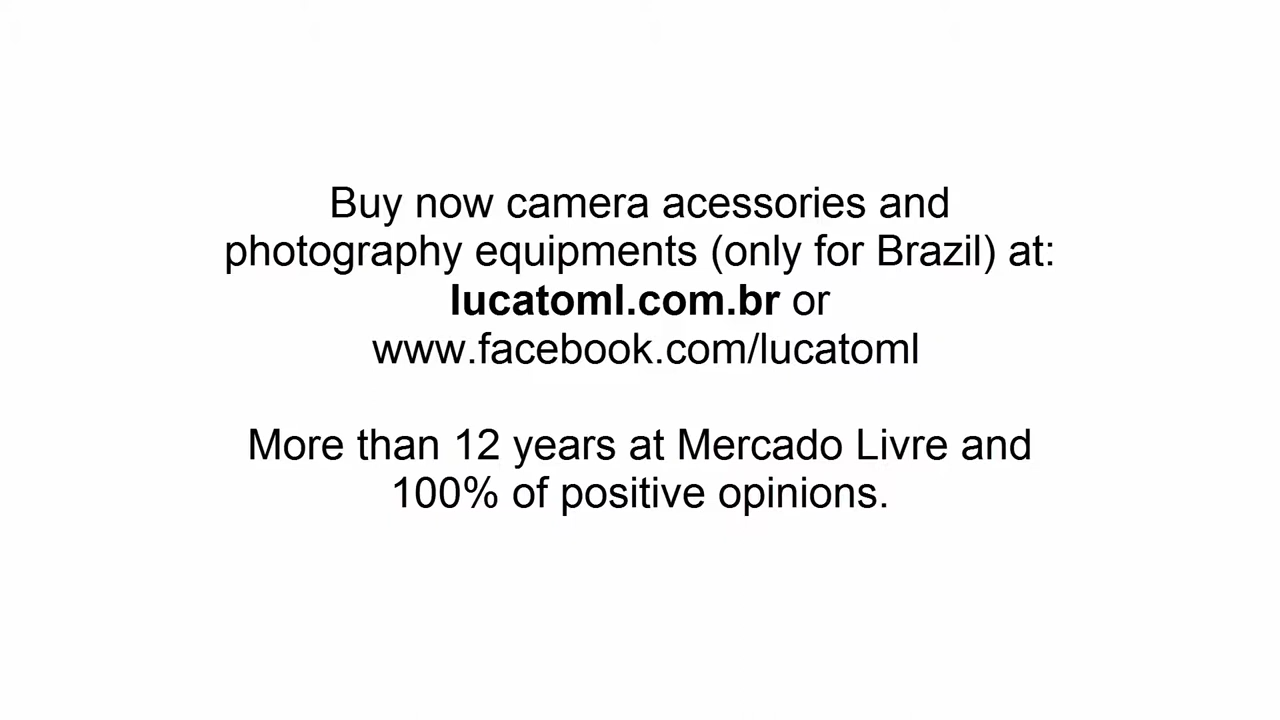 Buy now camera acessories and
photography equipments (only for Brazil) at:
lucatoml.com.br or
www.facebook.com/lucatoml
More than 12 years at Mercado Livre and
100% of positive opinions.